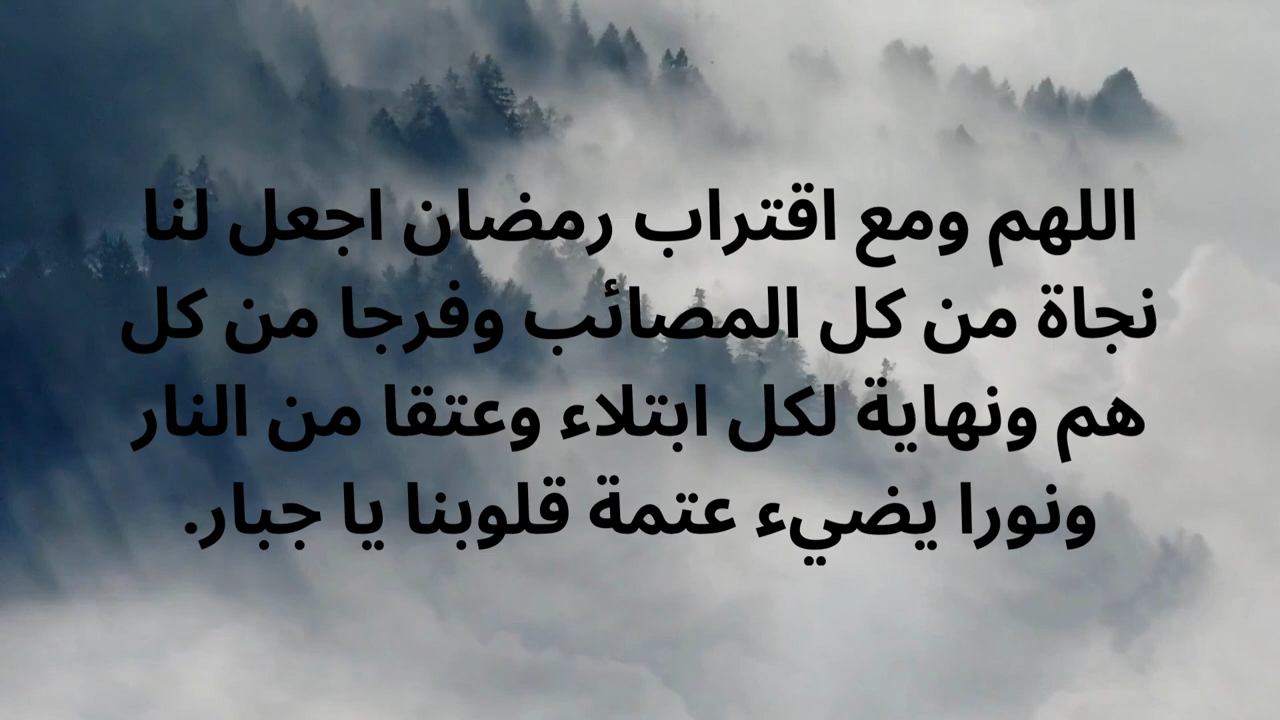 اللهم ومع اقتراب رمضان اجعل لنا
نجاة من كل المصائب وفرجا من كل
هم ونهاية لكل ابتلاء وعتقا من النار
ونورا يضيء عتمة قلوبنا يا جبار.